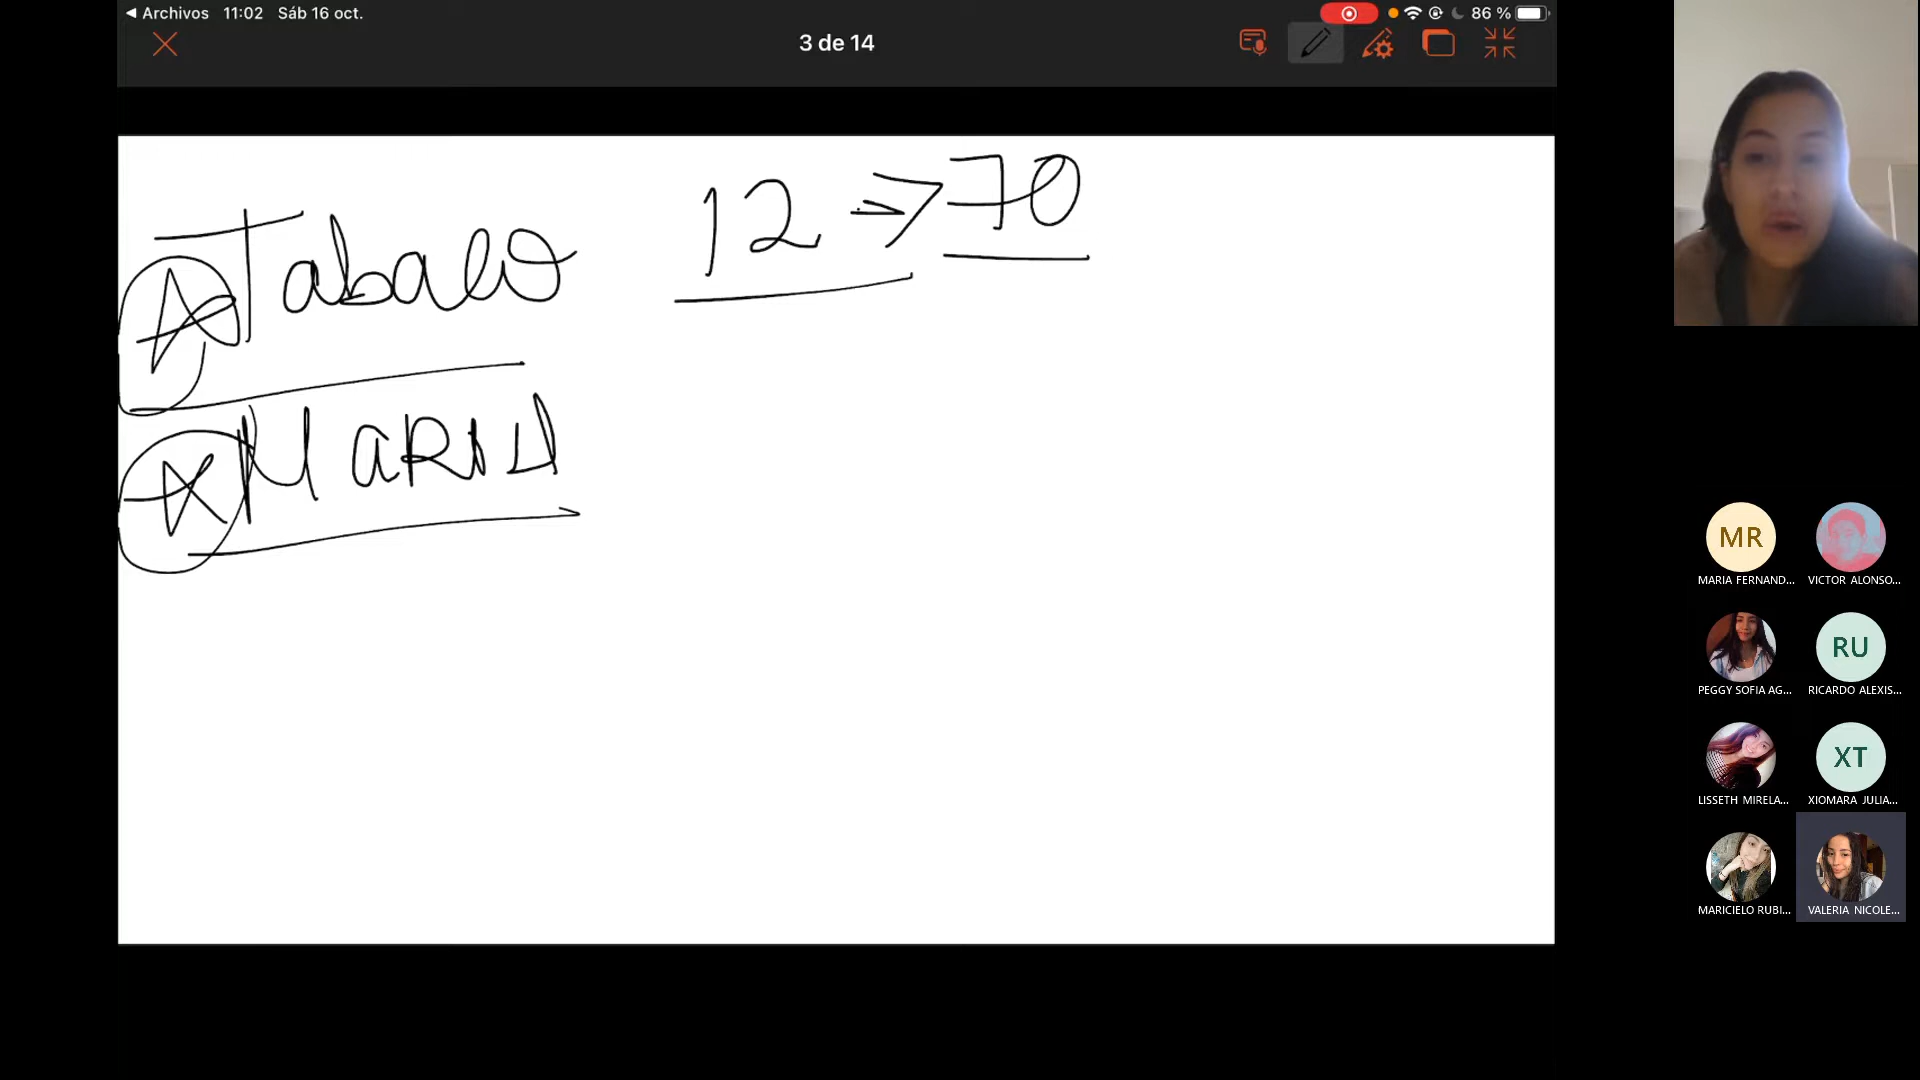 Archivos 11:02 Sáb 16 oct.
86 %
3 de 14
Tabaco 12 => 70
MARIA
MR
MARIA FERNAND...
VICTOR ALONSO...
RU
PEGGY SOFIA AG...
RICARDO ALEXIS...
XT
LISSETH MIRELA...
XIOMARA JULIA...
MARICIELO RUBI...
VALERIA NICOLE...